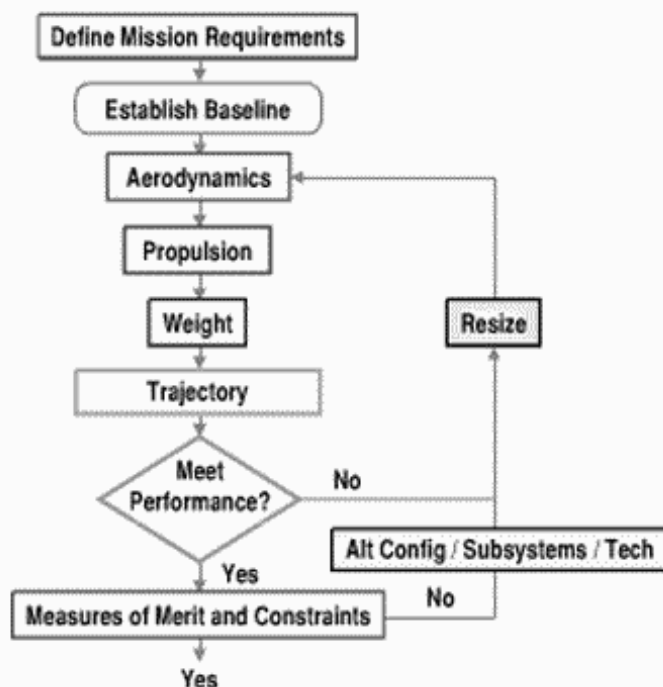 Define Mission Requirements
Establish Baseline
Aerodynamics
Propulsion
Weight
Resize
Trajectory
Meet
Performance?
No
Alt Config / Subsystems / Tech
Yes
Measures of Merit and Constraints
No
Yes